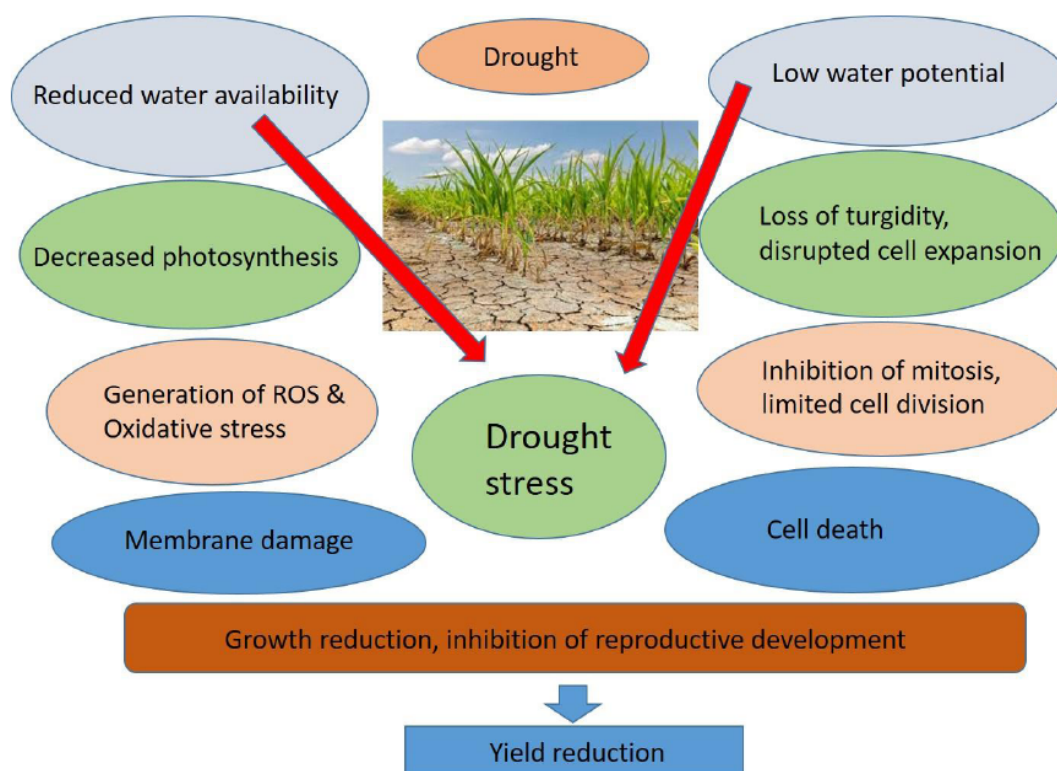 Drought
Reduced water availability
Low water potential
Decreased photosynthesis
Loss of turgidity,
disrupted cell expansion
Generation of ROS &
Oxidative stress
Inhibition of mitosis,
limited cell division
Drought
stress
Membrane damage
Cell death
Growth reduction, inhibition of reproductive development
Yield reduction